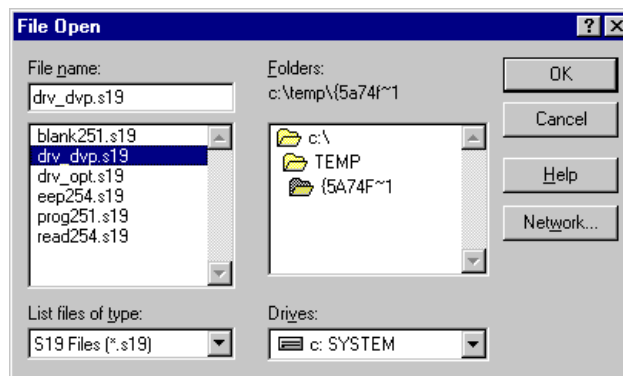 File Open
File name:
drv_dvp.s19
blank251.s19
drv_dvp.s19
drv_opt.s19
eep254.s19
prog251.s19
read254.s19
List files of type:
S19 Files (*.s19)
Folders:
c:\temp\{5a74f~1
c:\
TEMP
{5A74F~1
Drives:
c: SYSTEM
OK
Cancel
Help
Network...